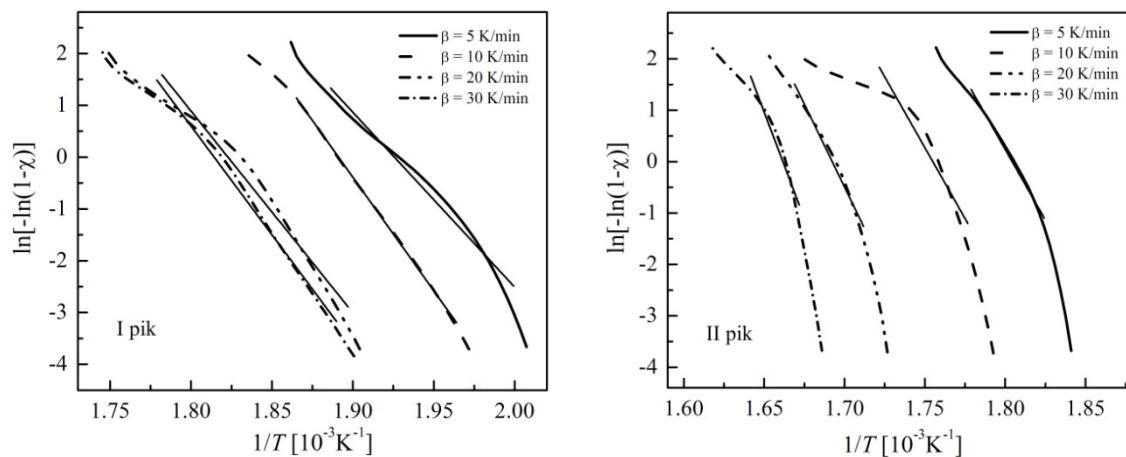 β = 5 K/min
β = 10 K/min
β = 20 K/min
β = 30 K/min
2
1
0
-1
-2
-3
-4
ln[-ln(1-χ)]
I pik
1.75 1.80 1.85 1.90 1.95 2.00
1/T [10⁻³K⁻¹]
β = 5 K/min
β = 10 K/min
β = 20 K/min
β = 30 K/min
2
1
0
-1
-2
-3
-4
ln[-ln(1-χ)]
II pik
1.60 1.65 1.70 1.75 1.80 1.85
1/T [10⁻³K⁻¹]